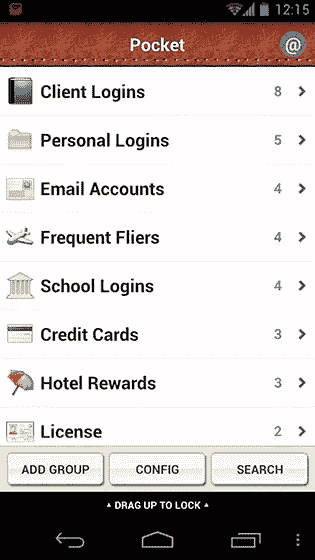 12:15
Pocket
@
Client Logins 8
Personal Logins 5
Email Accounts 4
Frequent Fliers 4
School Logins 4
Credit Cards 3
Hotel Rewards 3
License 2
ADD GROUP CONFIG SEARCH
DRAG UP TO LOCK